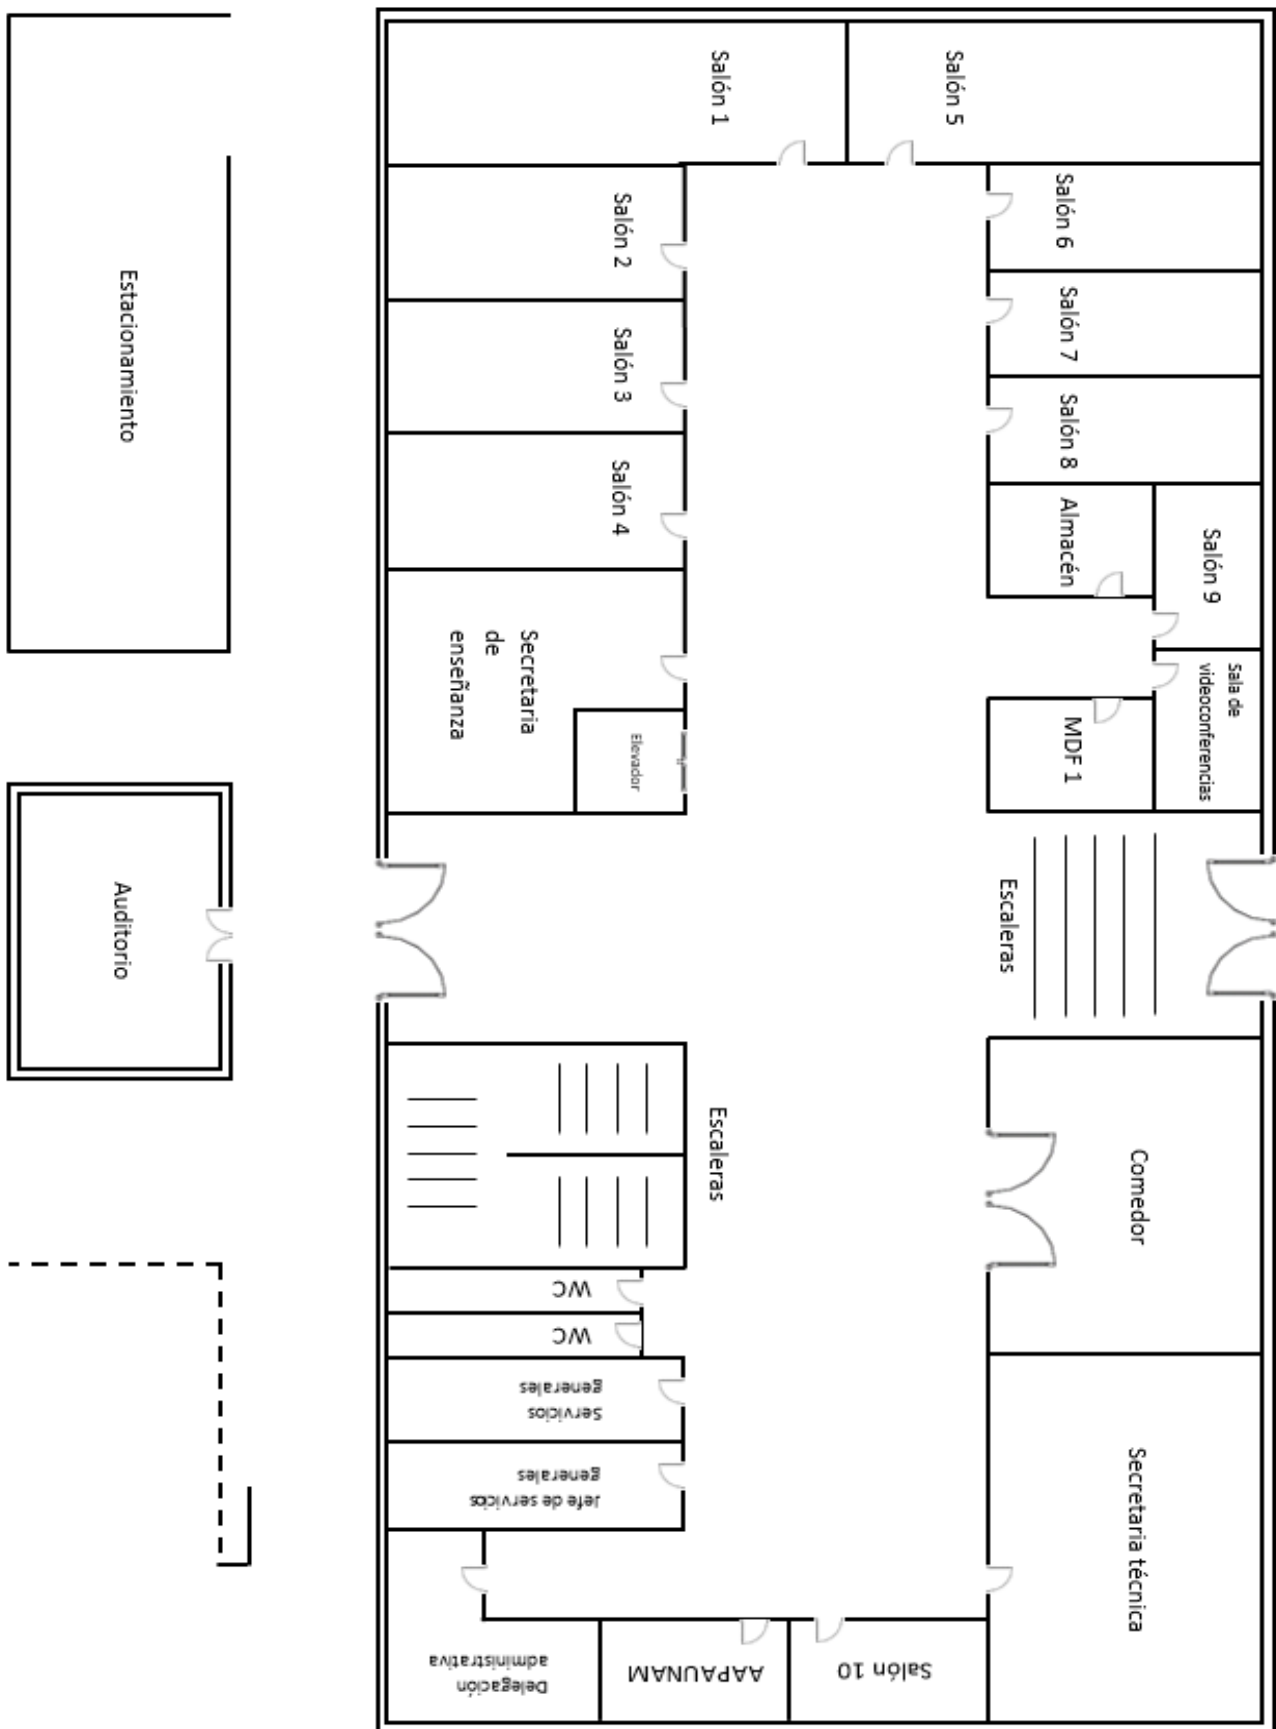 Salón 1
Salón 5
Salón 2
Salón 6
Salón 3
Salón 7
Salón 4
Salón 8
Almacén
Salón 9
Estacionamiento
Secretaria
de
enseñanza
Elevador
MDF 1
Sala de
videoconferencias
Auditorio
Escaleras
Escaleras
Comedor
WC
WC
Servicios
generales
Jefe de servicios
generales
Secretaria técnica
Delegación
administrativa
AAPAUNAM
Salón 10